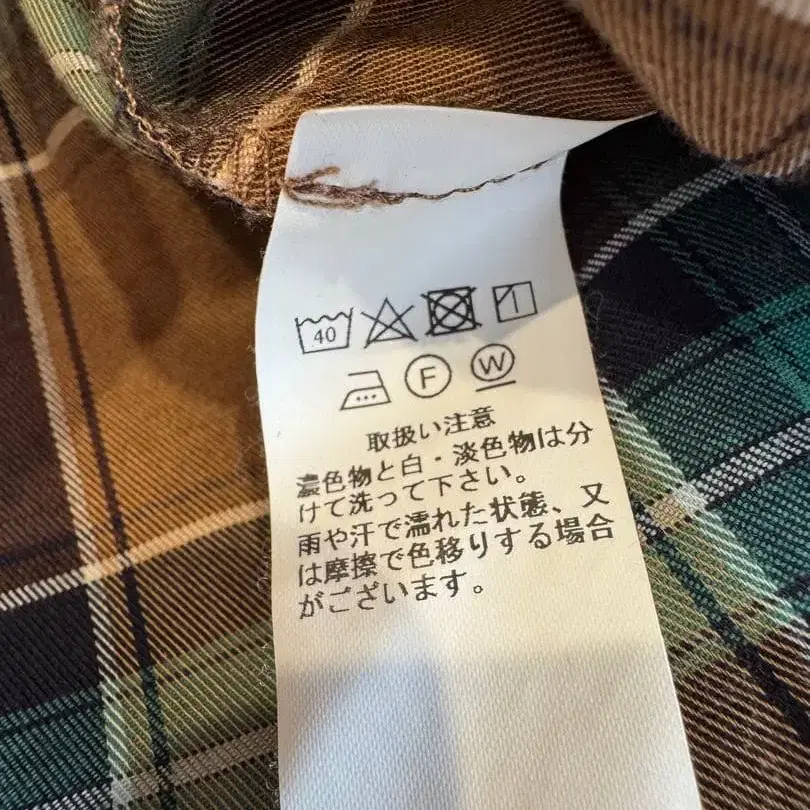 40
F W
取扱い注意
濃色物と白・淡色物は分
けて洗って下さい。
雨や汗で濡れた状態、又
は摩擦で色移りする場合
がございます。